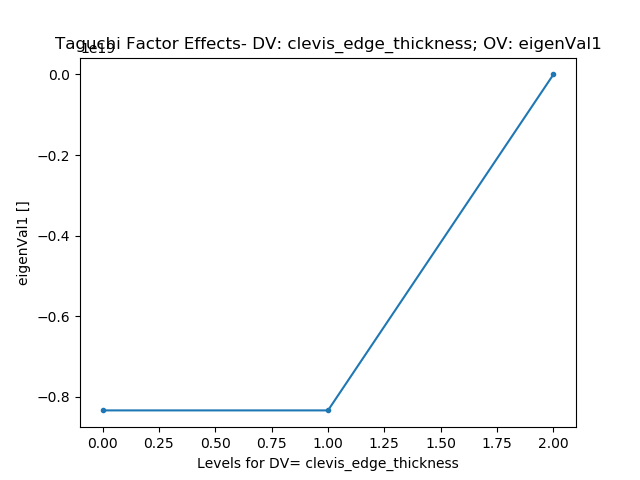 Taguchi Factor Effects- DV: clevis_edge_thickness; OV: eigenVal1
1e19
0.0
−0.2
−0.4
−0.6
−0.8
eigenVal1 []
0.00 0.25 0.50 0.75 1.00 1.25 1.50 1.75 2.00
Levels for DV= clevis_edge_thickness